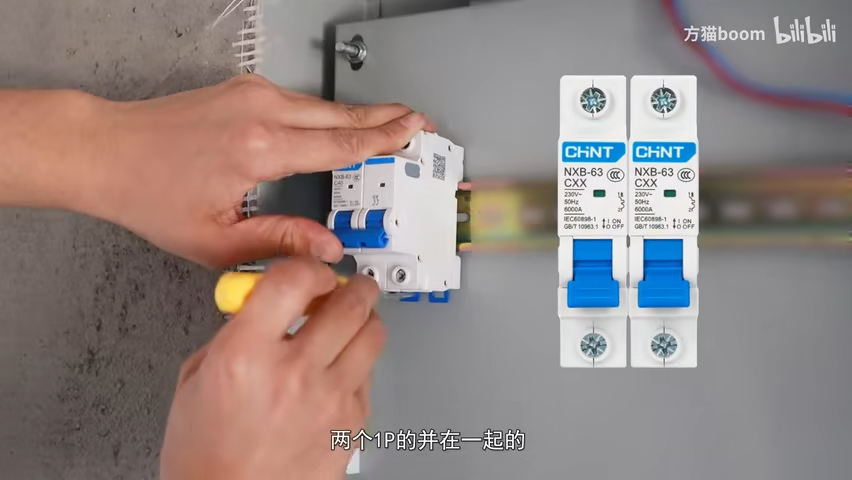 方猫boom bilibili
CHNT
NXB-63
CXX
230V~
50Hz
6000A
IEC60898-1
GB/T 10963.1
I ON
O OFF
CHNT
NXB-63
CXX
230V~
50Hz
6000A
IEC60898-1
GB/T 10963.1
I ON
O OFF
NXB-63
两个1P的并在一起的